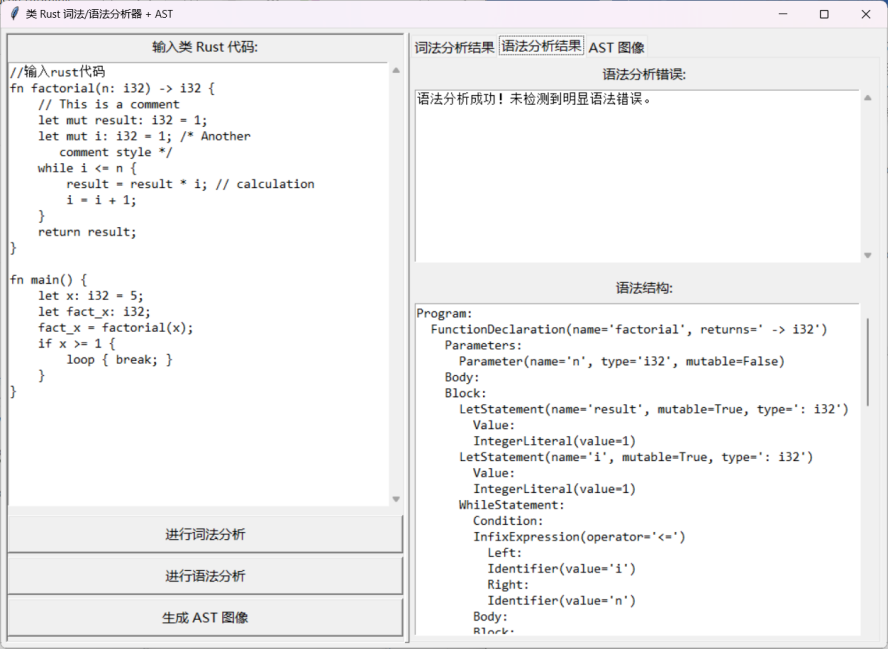 类 Rust 词法/语法分析器 + AST
输入类 Rust 代码:
//输入rust代码
fn factorial(n: i32) -> i32 {
    // This is a comment
    let mut result: i32 = 1;
    let mut i: i32 = 1; /* Another
       comment style */
    while i <= n {
        result = result * i; // calculation
        i = i + 1;
    }
    return result;
}
fn main() {
    let x: i32 = 5;
    let fact_x: i32;
    fact_x = factorial(x);
    if x >= 1 {
        loop { break; }
    }
}
进行词法分析
进行语法分析
生成 AST 图像
词法分析结果 语法分析结果 AST 图像
语法分析错误:
语法分析成功！未检测到明显语法错误。
语法结构:
Program:
  FunctionDeclaration(name='factorial', returns=' -> i32')
    Parameters:
      Parameter(name='n', type='i32', mutable=False)
    Body:
    Block:
      LetStatement(name='result', mutable=True, type=': i32')
        Value:
        IntegerLiteral(value=1)
      LetStatement(name='i', mutable=True, type=': i32')
        Value:
        IntegerLiteral(value=1)
      WhileStatement:
        Condition:
        InfixExpression(operator='<=')
          Left:
          Identifier(value='i')
          Right:
          Identifier(value='n')
        Body:
        Block: